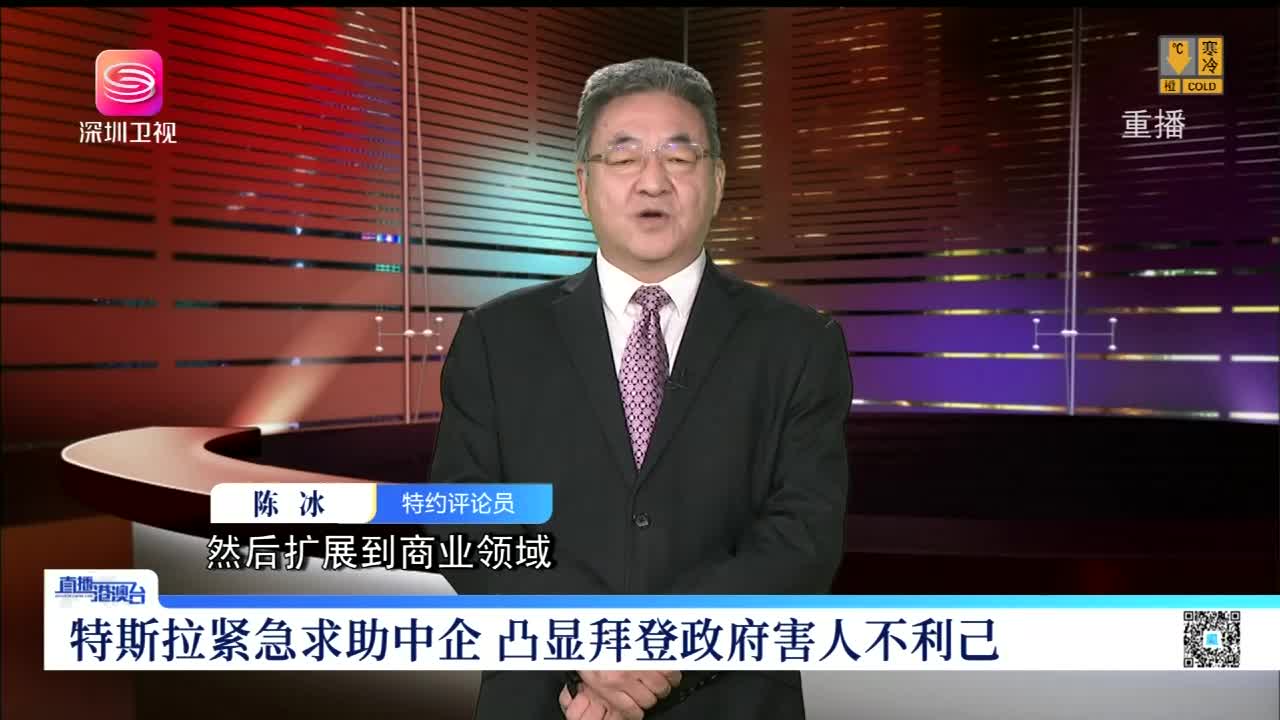 深圳卫视
℃
寒冷
橙
COLD
重播
陈冰
特约评论员
然后扩展到商业领域
直播港澳台
特斯拉紧急求助中企 凸显拜登政府害人不利己